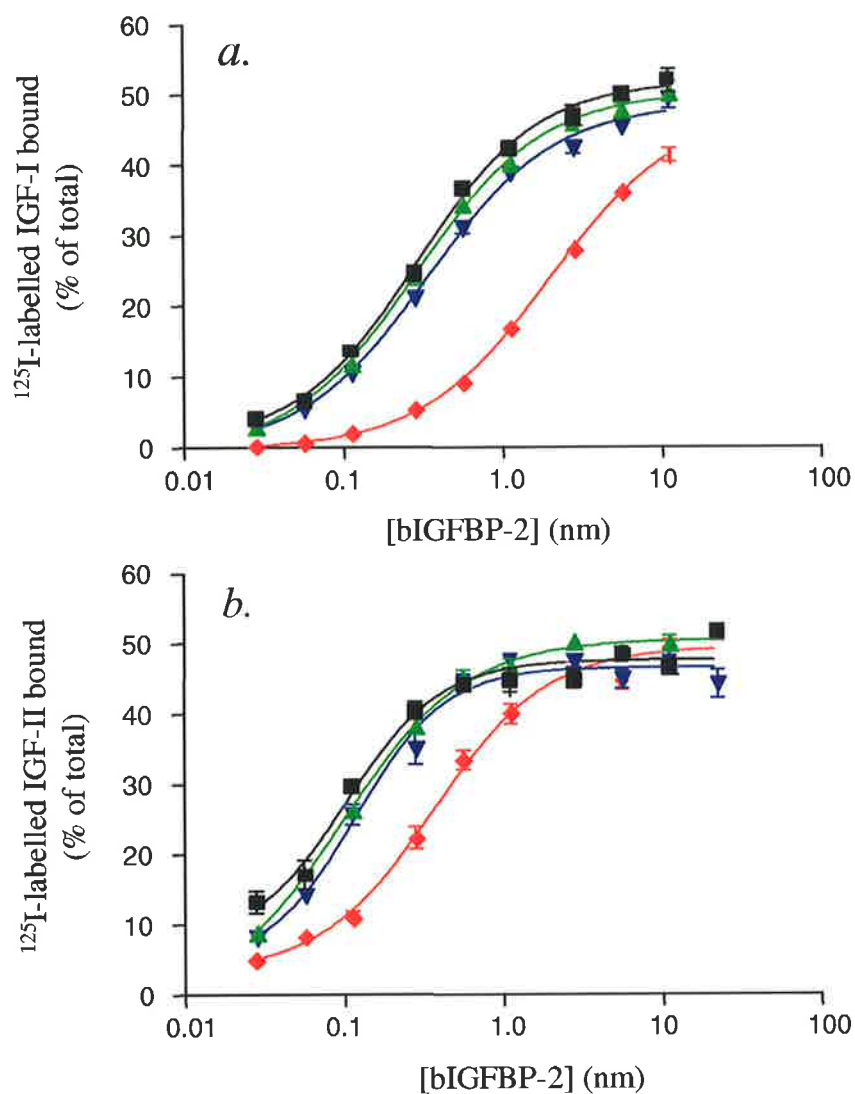 a.
60
50
40
30
20
10
0
¹²⁵I-labelled IGF-I bound
(% of total)
0.01 0.1 1.0 10 100
[bIGFBP-2] (nm)
b.
60
50
40
30
20
10
0
¹²⁵I-labelled IGF-II bound
(% of total)
0.01 0.1 1.0 10 100
[bIGFBP-2] (nm)